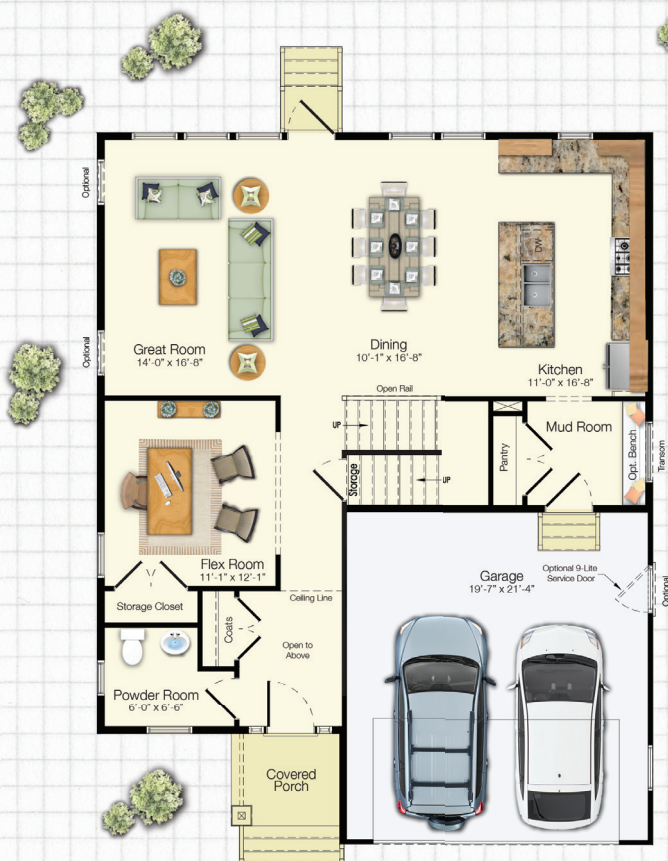 Optional
DW
Great Room
14'-0" x 16'-8"
Dining
10'-1" x 16'-8"
Optional
Kitchen
11'-0" x 16'-8"
Open Rail
UP
Pantry
Mud Room
Opt. Bench
Transom
Storage
UP
Flex Room
11'-1" x 12'-1"
Garage
19'-7" x 21'-4"
Optional 9-Lite
Service Door
Optional
Storage Closet
Ceiling Line
Coats
Open to
Above
Powder Room
6'-0" x 6'-6"
Covered
Porch